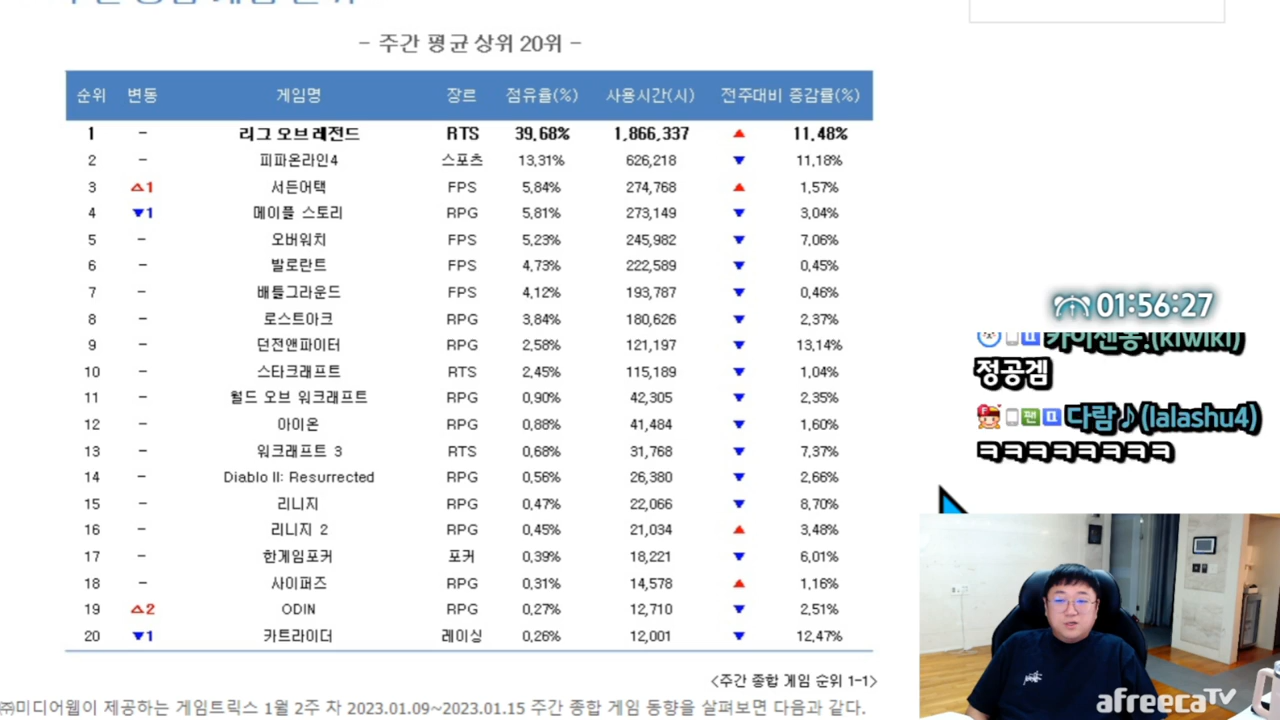 - 주간 평균 상위 20위 -
순위 변동 게임명 장르 점유율(%) 사용시간(시) 전주대비 증감률(%)
1 - 리그 오브 레전드 RTS 39,68% 1,866,337 ▲ 11,48%
2 - 피파온라인4 스포츠 13,31% 626,218 ▼ 11,18%
3 △1 서든어택 FPS 5,84% 274,768 ▲ 1,57%
4 ▼1 메이플 스토리 RPG 5,81% 273,149 ▼ 3,04%
5 - 오버워치 FPS 5,23% 245,982 ▼ 7,06%
6 - 발로란트 FPS 4,73% 222,589 ▼ 0,45%
7 - 배틀그라운드 FPS 4,12% 193,787 ▼ 0,46%
8 - 로스트아크 RPG 3,84% 180,626 ▼ 2,37%
9 - 던전앤파이터 RPG 2,58% 121,197 ▼ 13,14%
10 - 스타크래프트 RTS 2,45% 115,189 ▼ 1,04%
11 - 월드 오브 워크래프트 RPG 0,90% 42,305 ▼ 2,35%
12 - 아이온 RPG 0,88% 41,484 ▼ 1,60%
13 - 워크래프트 3 RTS 0,68% 31,768 ▼ 7,37%
14 - Diablo II: Resurrected RPG 0,56% 26,380 ▼ 2,66%
15 - 리니지 RPG 0,47% 22,066 ▼ 8,70%
16 - 리니지 2 RPG 0,45% 21,034 ▲ 3,48%
17 - 한게임포커 포커 0,39% 18,221 ▼ 6,01%
18 - 사이퍼즈 RPG 0,31% 14,578 ▲ 1,16%
19 △2 ODIN RPG 0,27% 12,710 ▼ 2,51%
20 ▼1 카트라이더 레이싱 0,26% 12,001 ▼ 12,47%
<주간 종합 게임 순위 1-1>
㈜미디어웹이 제공하는 게임트릭스 1월 2주 차 2023.01.09~2023.01.15 주간 종합 게임 동향을 살펴보면 다음과 같다.
01:56:27
(kiwiki)
정공겜
팬 다람♪(lalashu4)
ㅋㅋㅋㅋㅋㅋㅋㅋ
afreecaTV